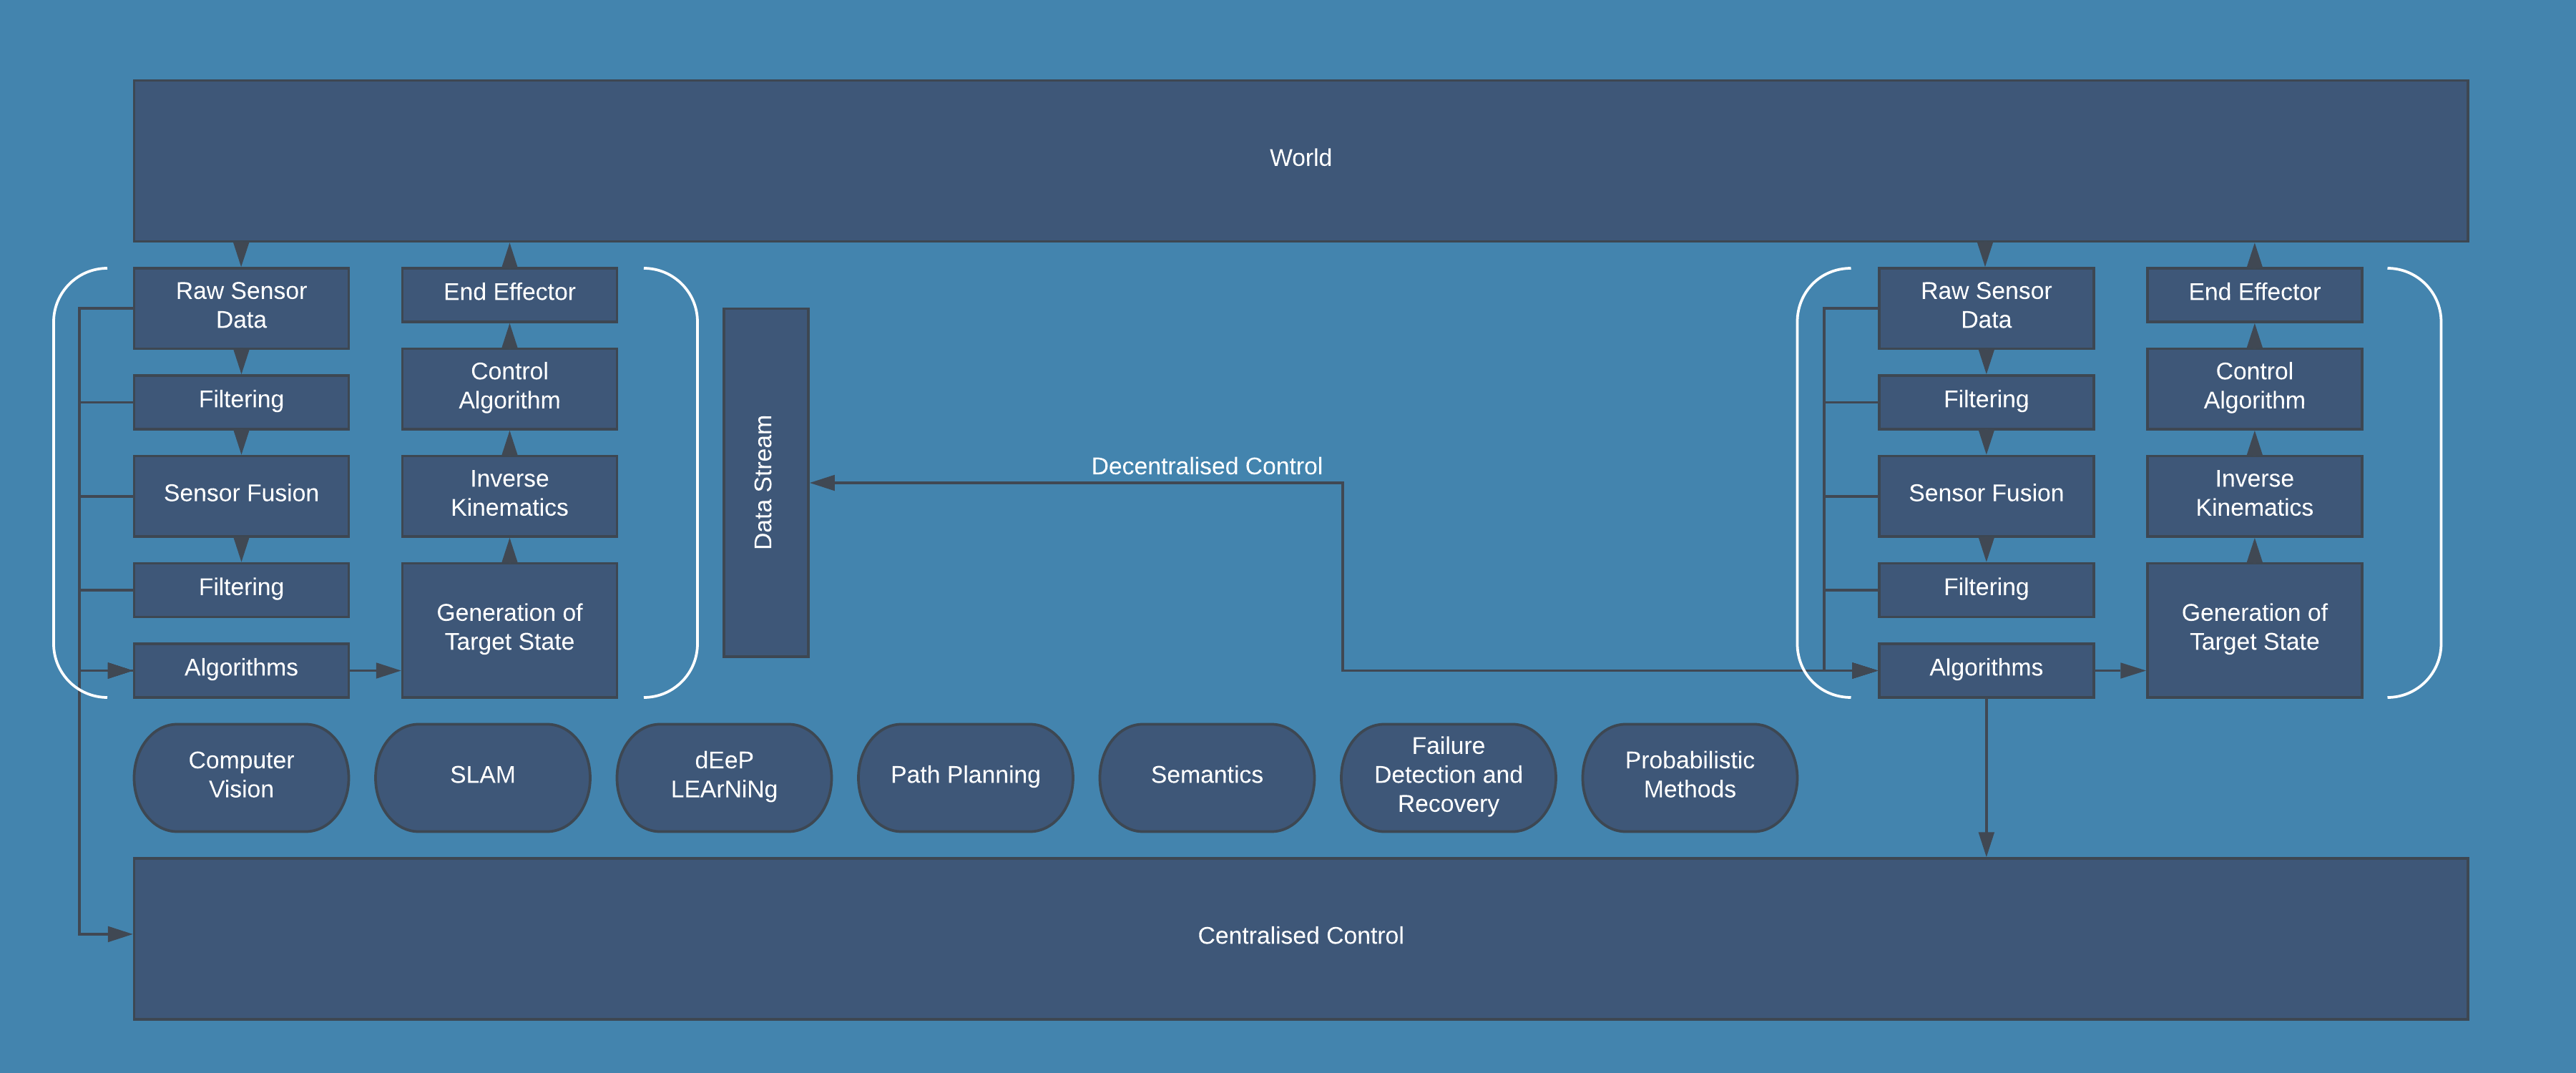 World
Raw Sensor
Data
Filtering
Sensor Fusion
Filtering
Algorithms
End Effector
Control
Algorithm
Inverse
Kinematics
Generation of
Target State
Data Stream
Decentralised Control
Raw Sensor
Data
Filtering
Sensor Fusion
Filtering
Algorithms
End Effector
Control
Algorithm
Inverse
Kinematics
Generation of
Target State
Computer
Vision
SLAM
dEeP
LEArNiNg
Path Planning
Semantics
Failure
Detection and
Recovery
Probabilistic
Methods
Centralised Control